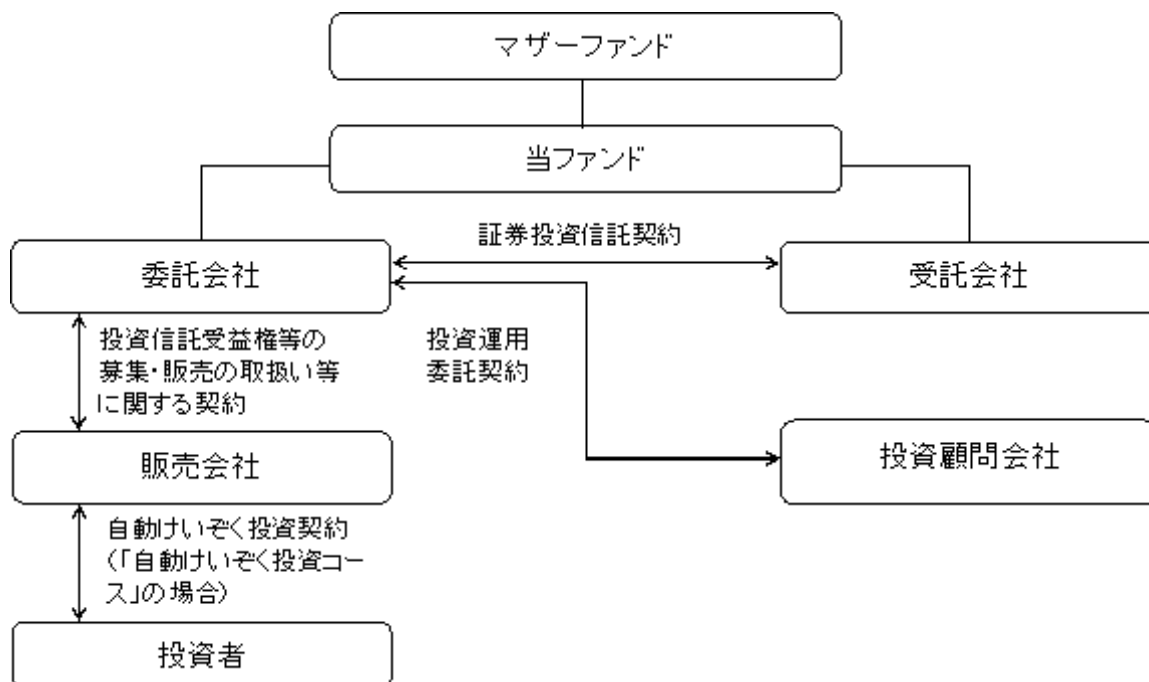 マザーファンド
当ファンド
証券投資信託契約
委託会社
受託会社
投資信託受益権等の
募集・販売の取扱い等
に関する契約
投資運用
委託契約
販売会社
投資顧問会社
自動けいぞく投資契約
(「自動けいぞく投資コー
ス」の場合)
投資者